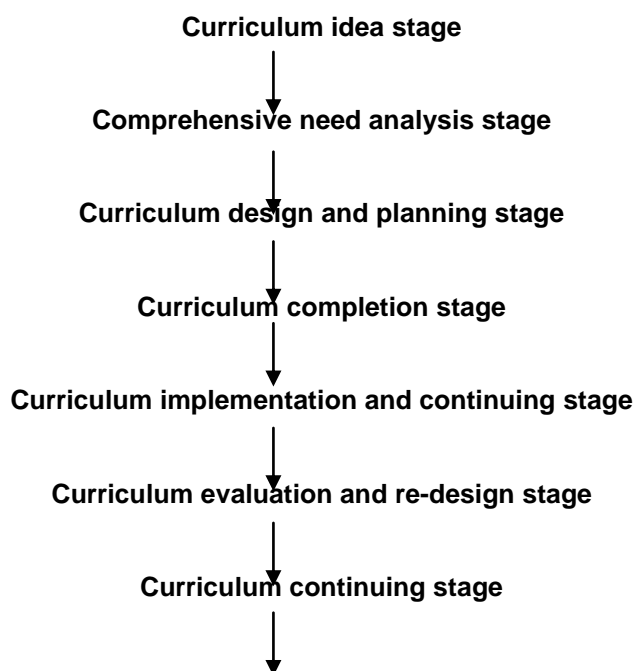 Curriculum idea stage
Comprehensive need analysis stage
Curriculum design and planning stage
Curriculum completion stage
Curriculum implementation and continuing stage
Curriculum evaluation and re-design stage
Curriculum continuing stage